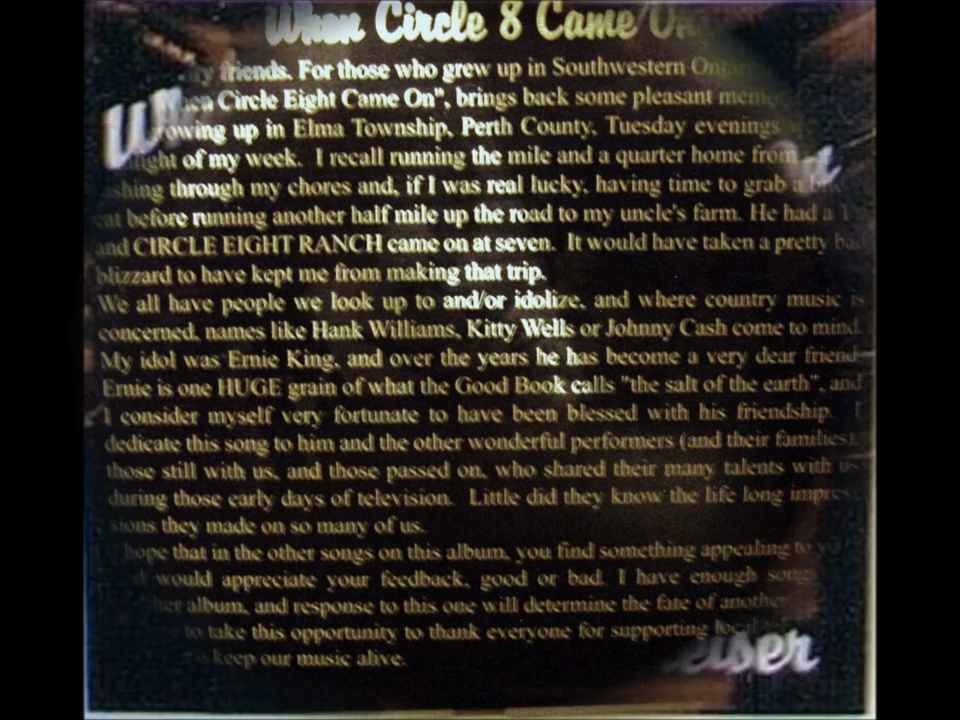 When Circle 8 Came On
friends. For those who grew up in Southwestern
Circle Eight Came On", brings back some pleasant
up in Elma Township, Perth County, Tuesday evenings
of my week. I recall running the mile and a quarter home from
through my chores and, if I was real lucky, having time to grab a
before running another half mile up the road to my uncle's farm. He had a
and CIRCLE EIGHT RANCH came on at seven. It would have taken a pretty bad
blizzard to have kept me from making that trip.
We all have people we look up to and/or idolize, and where country music is
concerned, names like Hank Williams, Kitty Wells or Johnny Cash come to mind.
My idol was Ernie King, and over the years he has become a very dear friend
Ernie is one HUGE grain of what the Good Book calls "the salt of the earth", and
I consider myself very fortunate to have been blessed with his friendship. I
dedicate this song to him and the other wonderful performers (and their families),
those still with us, and those passed on, who shared their many talents with us
during those early days of television. Little did they know the life long impres
sions they made on so many of us.
hope that in the other songs on this album, you find something appealing to
would appreciate your feedback, good or bad. I have enough
album, and response to this one will determine the fate of another
to take this opportunity to thank everyone for supporting
keep our music alive.